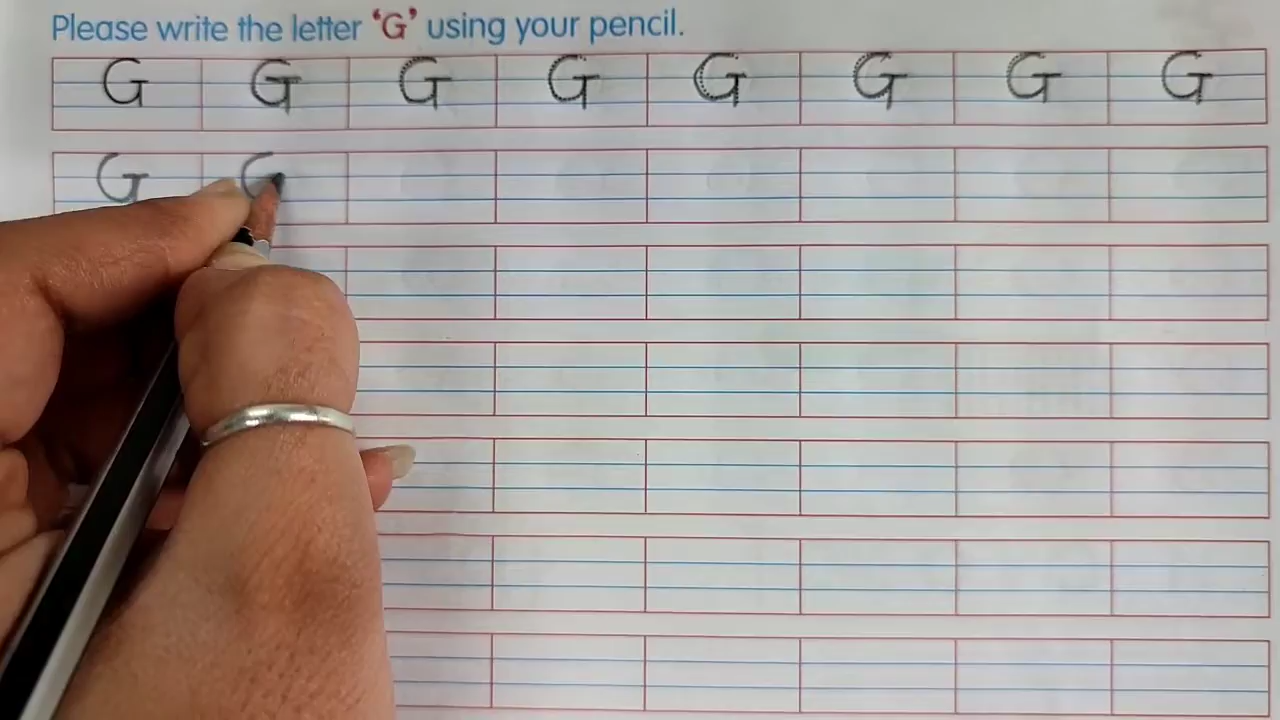 Please write the letter ‘G’ using your pencil.
G G G G G G G G
G G